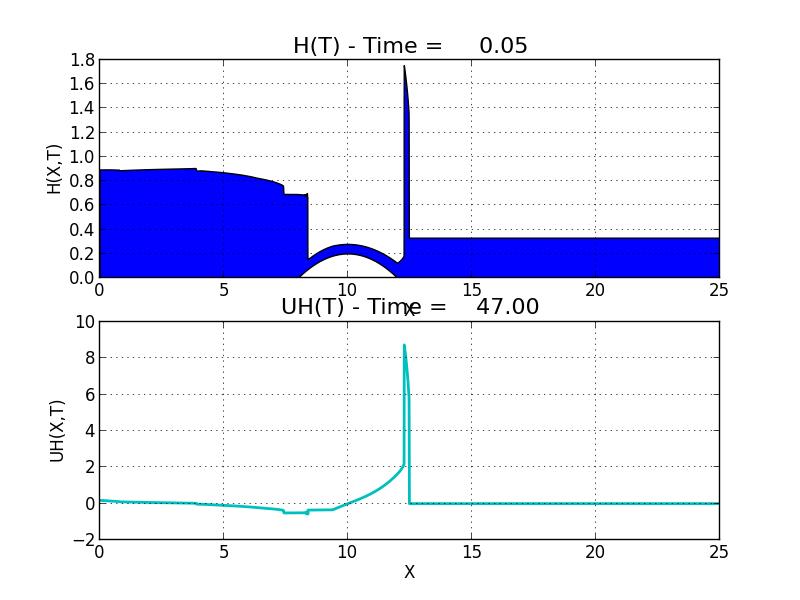 H(T) - Time = 0.05
1.8
1.6
1.4
1.2
1.0
0.8
0.6
0.4
0.2
0.0
H(X,T)
0 5 10 15 20 25
X
UH(T) - Time = 47.00
10
8
6
4
2
0
−2
UH(X,T)
0 5 10 15 20 25
X